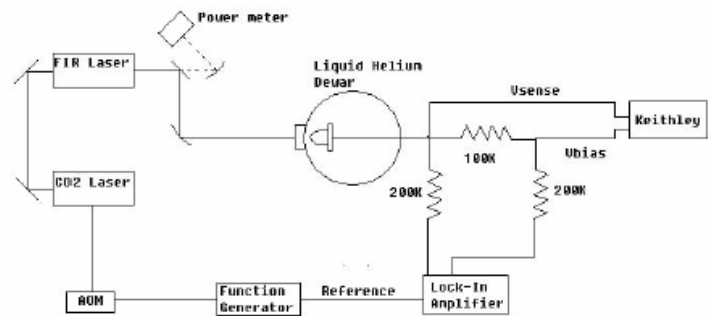 Power meter
FIR Laser
Liquid Helium
Dewar
Vsense
Keithley
100K
Vbias
CO2 Laser
200K
200K
AOM
Function
Generator
Reference
Lock-In
Amplifier